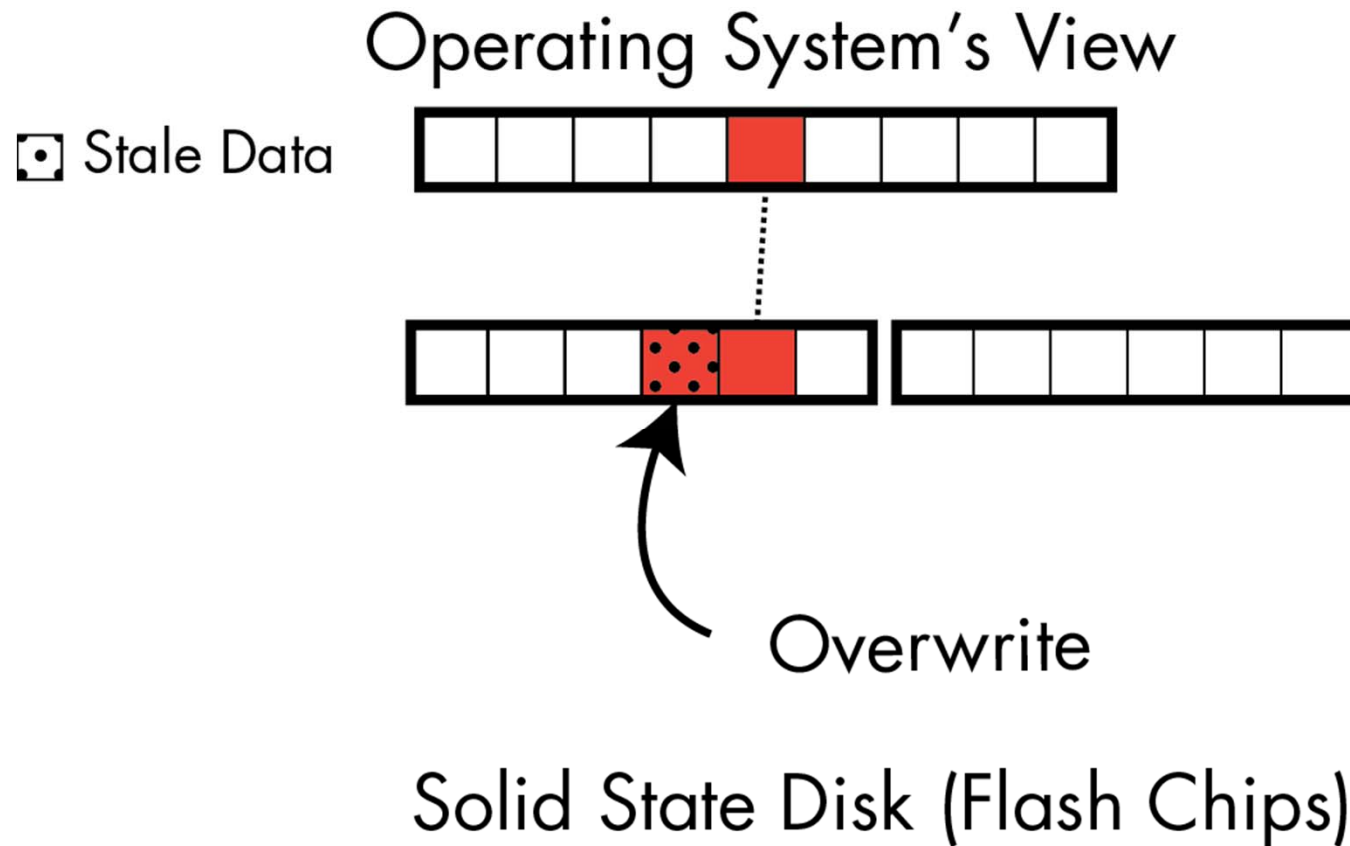 Operating System's View
Stale Data
Overwrite
Solid State Disk (Flash Chips)